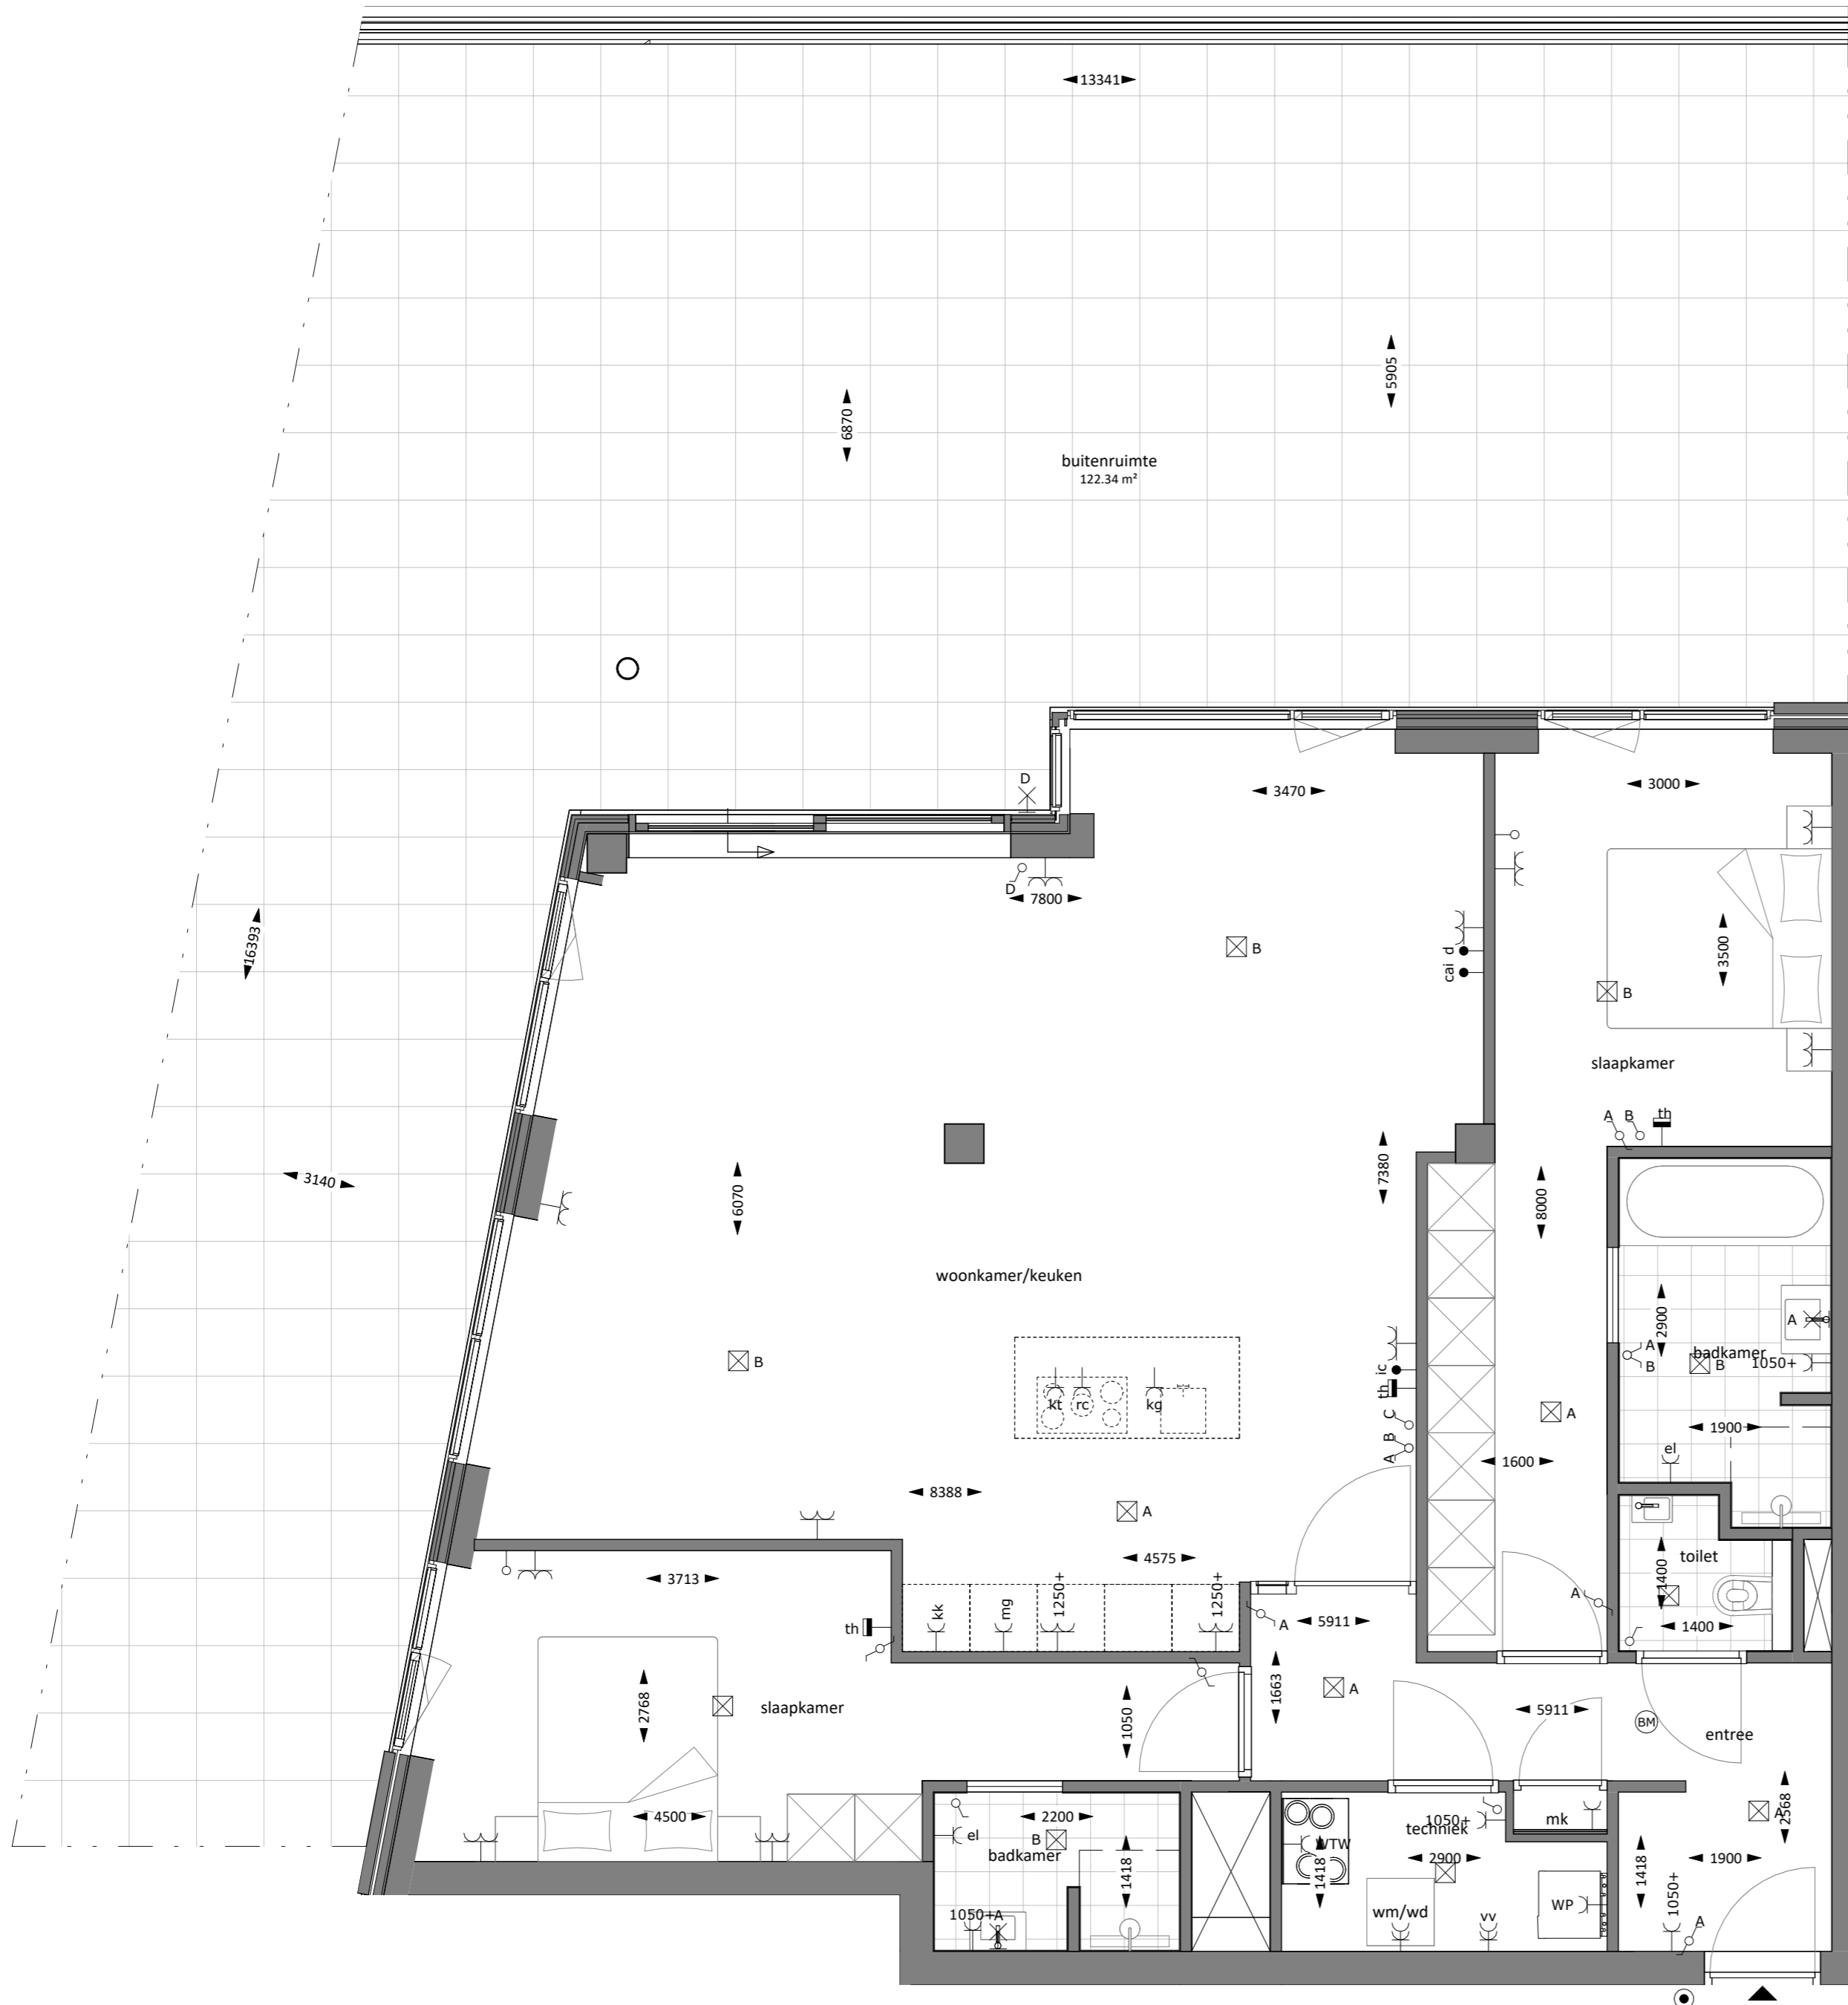 13341
5905
6870
buitenruimte
122.34 m²
D
3470
3000
D
7800
16393
B
d
cai
3500
B
slaapkamer
A B th
3140
6070
7380
8000
woonkamer/keuken
2900
A
A
B
badkamer
B
1050+
B
ic
th
C
B
A
kt
rc
kg
A
1900
el
1600
8388
A
4575
3713
toilet
1400
1400
A
kk
mg
1250+
1250+
th
A
5911
2768
slaapkamer
1050
1663
A
5911
BM
entree
4500
2200
el
B
badkamer
1418
1050+
A
WTW
1418
1050+
techniek
2900
mk
A
2568
1418
1900
wm/wd
vv
WP
1050+
A